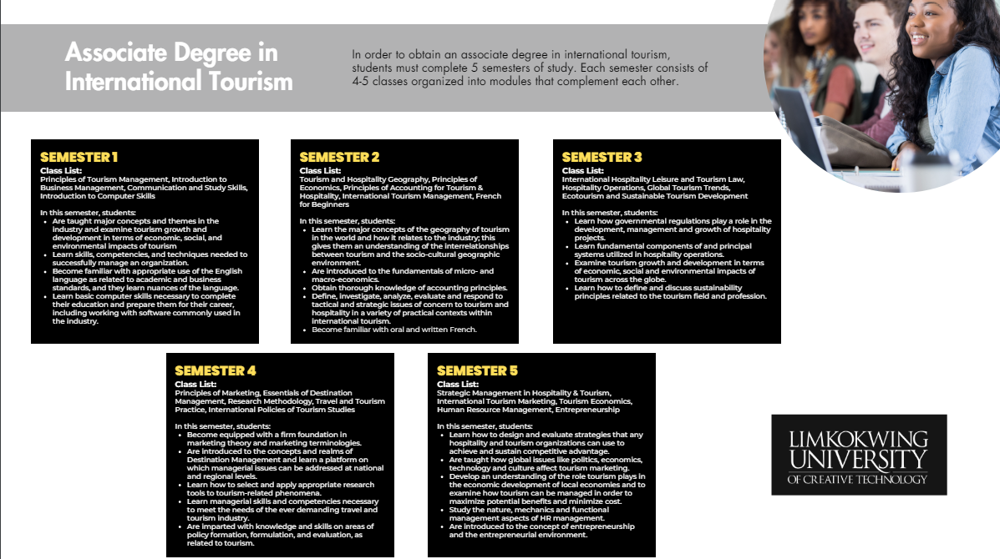 Associate Degree in
International Tourism
In order to obtain an associate degree in international tourism,
students must complete 5 semesters of study. Each semester consists of
4-5 classes organized into modules that complement each other.
SEMESTER 1
Class List:
Principles of Tourism Management, Introduction to
Business Management, Communication and Study Skills,
Introduction to Computer Skills
In this semester, students:
• Are taught major concepts and themes in the
industry and examine tourism growth and
development in terms of economic, social, and
environmental impacts of tourism
• Learn skills, competencies, and techniques needed to
successfully manage an organization.
• Become familiar with appropriate use of the English
language as related to academic and business
standards, and they learn nuances of the language.
• Learn basic computer skills necessary to complete
their education and prepare them for their career,
including working with software commonly used in
the industry.
SEMESTER 2
Class List:
Tourism and Hospitality Geography, Principles of
Economics, Principles of Accounting for Tourism &
Hospitality, International Tourism Management, French
for Beginners
In this semester, students:
• Learn the major concepts of the geography of tourism
in the world and how it relates to the industry; this
gives them an understanding of the interrelationships
between tourism and the socio-cultural geographic
environment.
• Are introduced to the fundamentals of micro- and
macro-economics.
• Obtain thorough knowledge of accounting principles.
• Define, investigate, analyze, evaluate and respond to
tactical and strategic issues of concern to tourism and
hospitality in a variety of practical contexts within
international tourism.
• Become familiar with oral and written French.
SEMESTER 3
Class List:
International Hospitality Leisure and Tourism Law,
Hospitality Operations, Global Tourism Trends,
Ecotourism and Sustainable Tourism Development
In this semester, students:
• Learn how governmental regulations play a role in the
development, management and growth of hospitality
projects.
• Learn fundamental components of and principal
systems utilized in hospitality operations.
• Examine tourism growth and development in terms
of economic, social and environmental impacts of
tourism across the globe.
• Learn how to define and discuss sustainability
principles related to the tourism field and profession.
SEMESTER 4
Class List:
Principles of Marketing, Essentials of Destination
Management, Research Methodology, Travel and Tourism
Practice, International Policies of Tourism Studies
In this semester, students:
• Become equipped with a firm foundation in
marketing theory and marketing terminologies.
• Are introduced to the concepts and realms of
Destination Management and learn a platform on
which managerial issues can be addressed at national
and regional levels.
• Learn how to select and apply appropriate research
tools to tourism-related phenomena.
• Learn managerial skills and competencies necessary
to meet the needs of the ever demanding travel and
tourism industry.
• Are imparted with knowledge and skills on areas of
policy formation, formulation, and evaluation, as
related to tourism.
SEMESTER 5
Class List:
Strategic Management in Hospitality & Tourism,
International Tourism Marketing, Tourism Economics,
Human Resource Management, Entrepreneurship
In this semester, students:
• Learn how to design and evaluate strategies that any
hospitality and tourism organizations can use to
achieve and sustain competitive advantage.
• Are taught how global issues like politics, economics,
technology and culture affect tourism marketing.
• Develop an understanding of the role tourism plays in
the economic development of local economies and to
examine how tourism can be managed in order to
maximize potential benefits and minimize cost.
• Study the nature, mechanics and functional
management aspects of HR management.
• Are introduced to the concept of entrepreneurship
and the entrepreneurial environment.
LIMKOKWING
UNIVERSITY
OF CREATIVE TECHNOLOGY